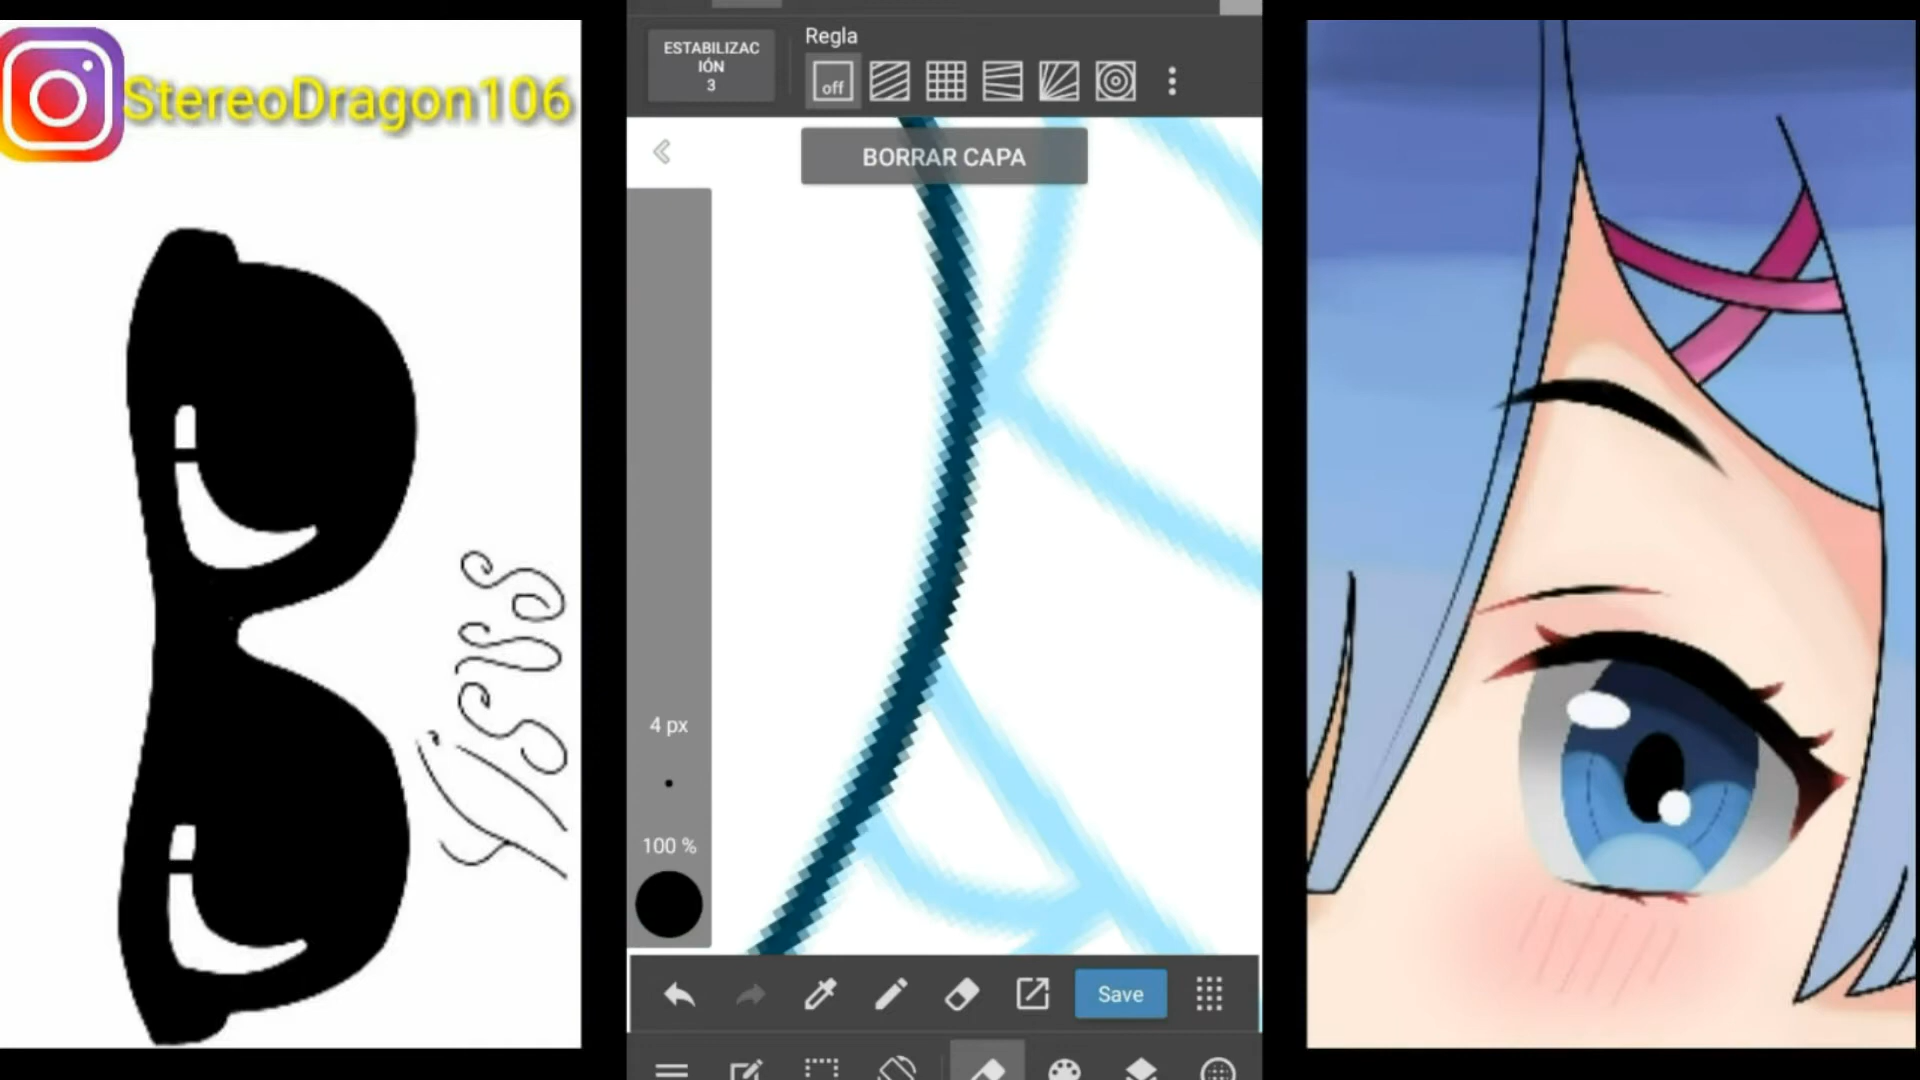 StereoDragon106
ESTABILIZAC
IÓN
3
Regla
off
BORRAR CAPA
4 px
100 %
Save